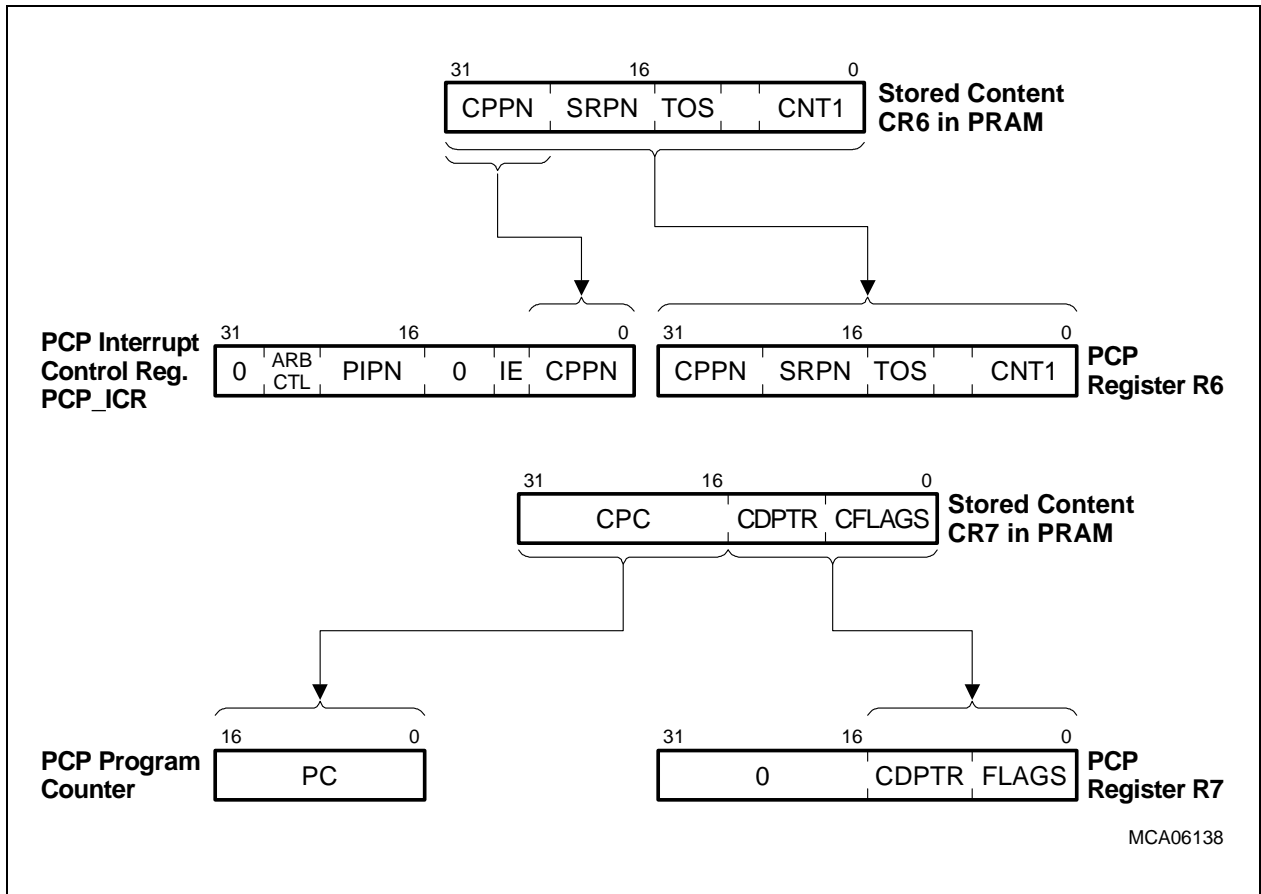 31 16 0
CPPN SRPN TOS CNT1
Stored Content
CR6 in PRAM
PCP Interrupt
Control Reg.
PCP_ICR
31 16 0
0 ARB CTL PIPN 0 IE CPPN
31 16 0
CPPN SRPN TOS CNT1
PCP
Register R6
31 16 0
CPC CDPTR CFLAGS
Stored Content
CR7 in PRAM
PCP Program
Counter
16 0
PC
31 16 0
0 CDPTR FLAGS
PCP
Register R7
MCA06138